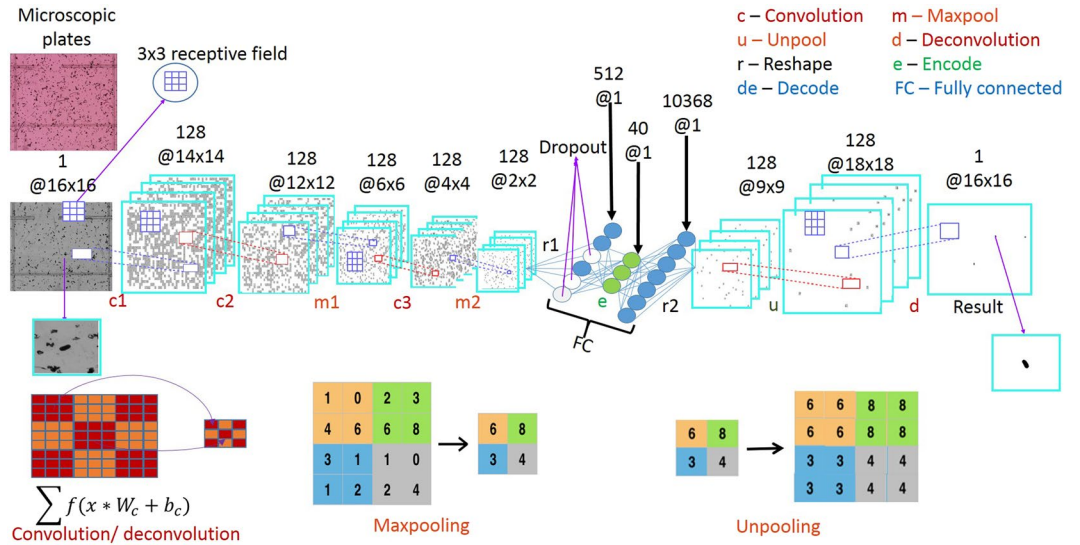 Microscopic
plates
3x3 receptive field
c – Convolution
m – Maxpool
u – Unpool
d – Deconvolution
r – Reshape
e – Encode
de – Decode
FC – Fully connected
1
@16x16
128
@14x14
128
@12x12
128
@6x6
128
@4x4
128
@2x2
Dropout
512
@1
40
@1
10368
@1
128
@9x9
128
@18x18
1
@16x16
c1
c2
m1
c3
m2
r1
e
FC
r2
u
d
Result
∑ f(x * W_c + b_c)
Convolution/ deconvolution
1 0 2 3
4 6 6 8
3 1 1 0
1 2 2 4
6 8
3 4
Maxpooling
6 8
3 4
6 6 8 8
6 6 8 8
3 3 4 4
3 3 4 4
Unpooling